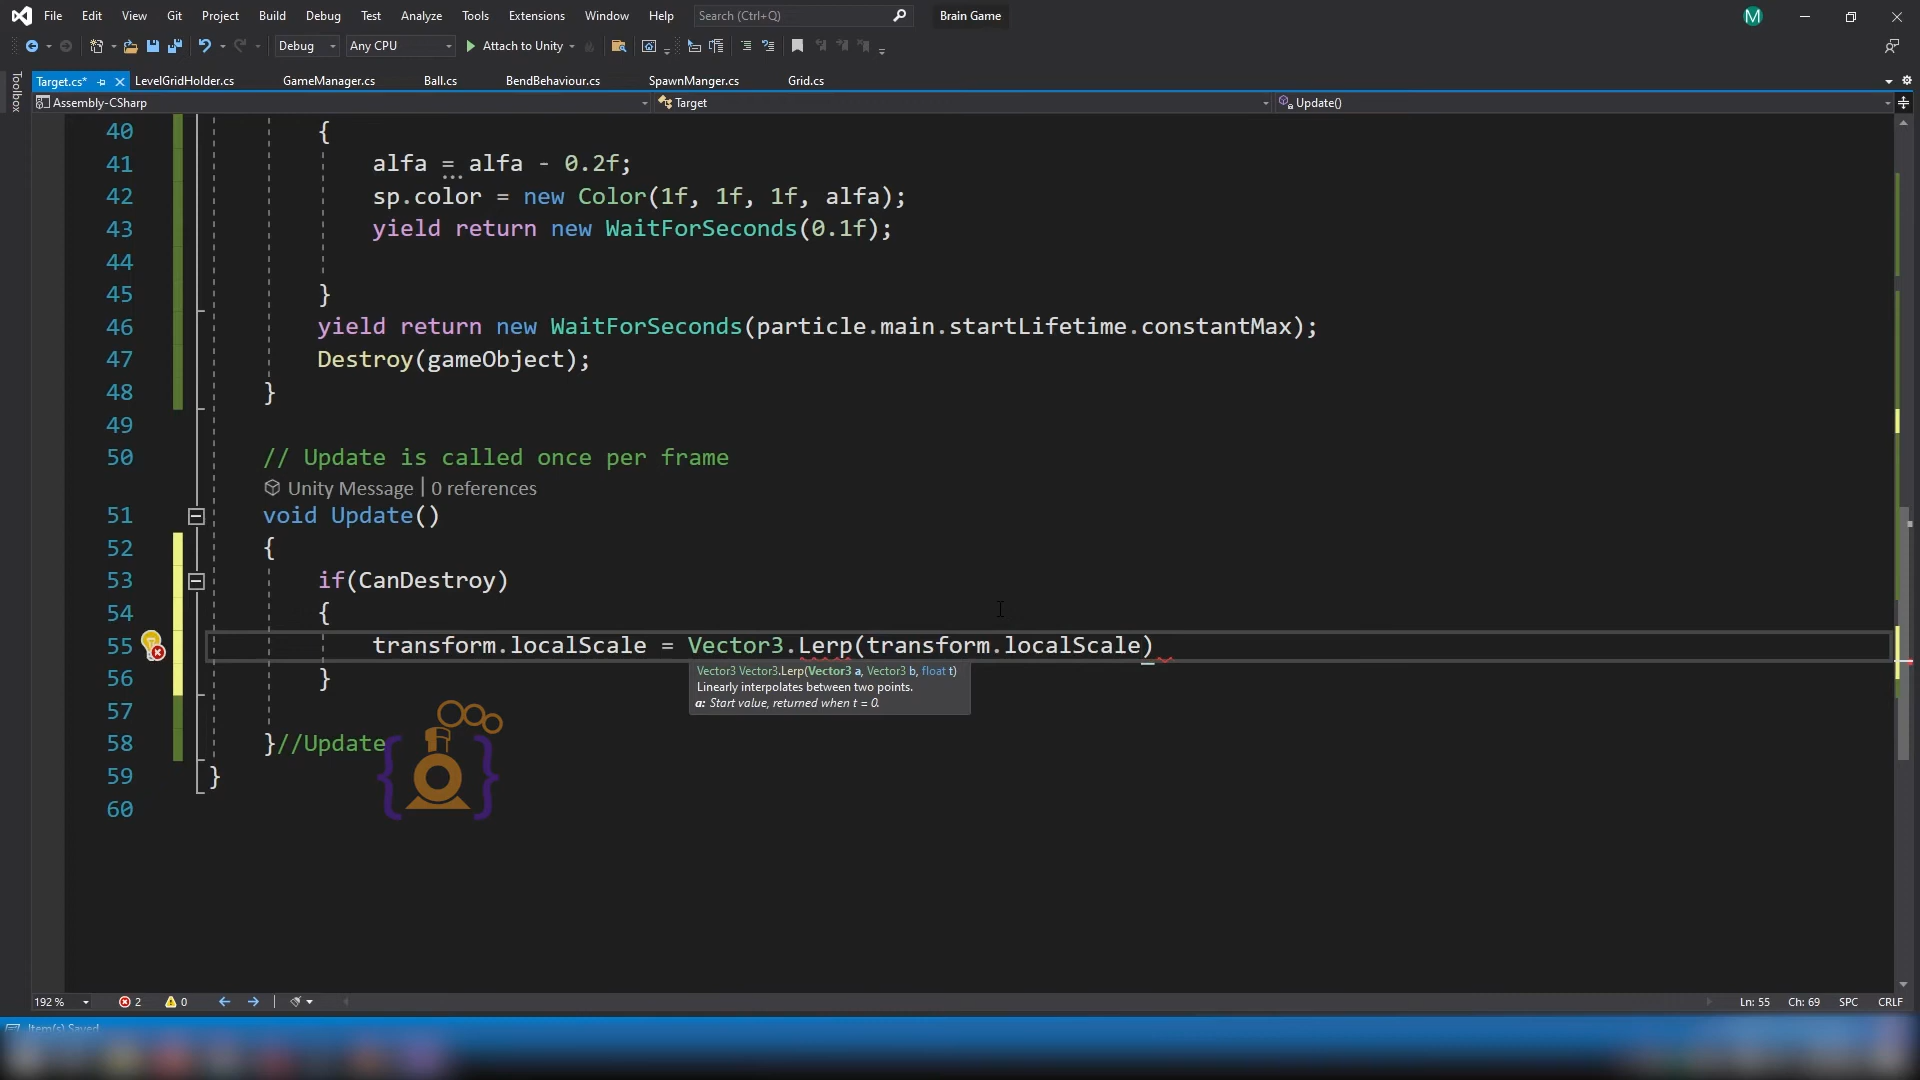 File Edit View Git Project Build Debug Test Analyze Tools Extensions Window Help Search (Ctrl+Q) Brain Game M
Debug Any CPU Attach to Unity
Toolbox
Target.cs* LevelGridHolder.cs GameManager.cs Ball.cs BendBehaviour.cs SpawnManger.cs Grid.cs
Assembly-CSharp Target Update()
40 {
41 alfa = alfa - 0.2f;
42 sp.color = new Color(1f, 1f, 1f, alfa);
43 yield return new WaitForSeconds(0.1f);
44
45 }
46 yield return new WaitForSeconds(particle.main.startLifetime.constantMax);
47 Destroy(gameObject);
48 }
49
50 // Update is called once per frame
Unity Message | 0 references
51 void Update()
52 {
53 if(CanDestroy)
54 {
55 transform.localScale = Vector3.Lerp(transform.localScale)
Vector3 Vector3.Lerp(Vector3 a, Vector3 b, float t)
Linearly interpolates between two points.
a: Start value, returned when t = 0.
56 }
57
58 }//Update
59 }
60
192 % 2 0 Ln: 55 Ch: 69 SPC CRLF
Item(s) Saved